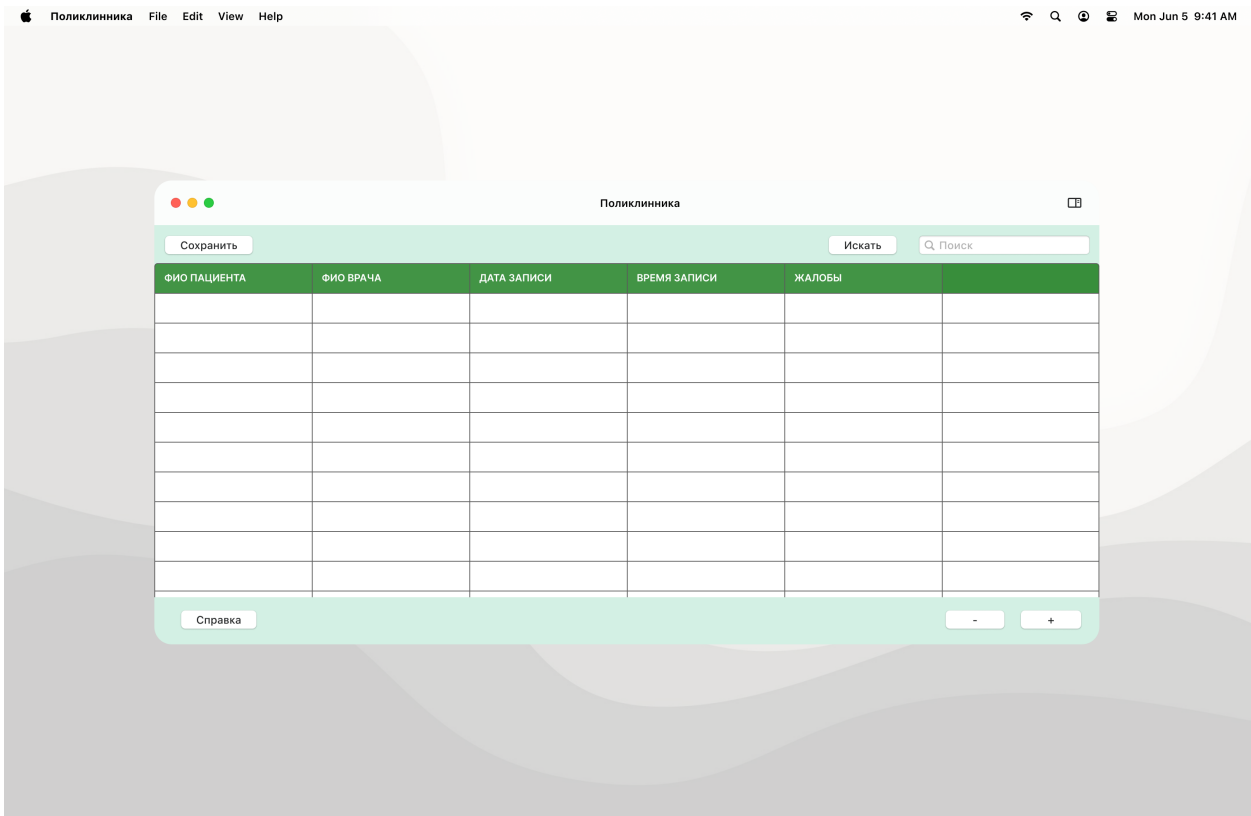 Поликлинника File Edit View Help Mon Jun 5 9:41 AM
Поликлинника
Сохранить Искать Поиск
ФИО ПАЦИЕНТА ФИО ВРАЧА ДАТА ЗАПИСИ ВРЕМЯ ЗАПИСИ ЖАЛОБЫ
Справка - +